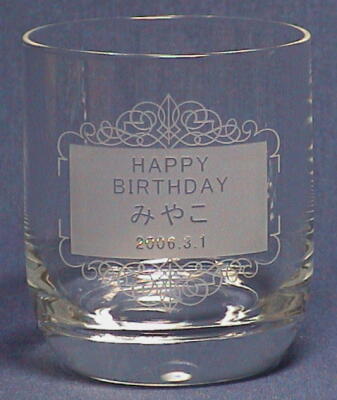 HAPPY
BIRTHDAY
みやこ
2006.3.1